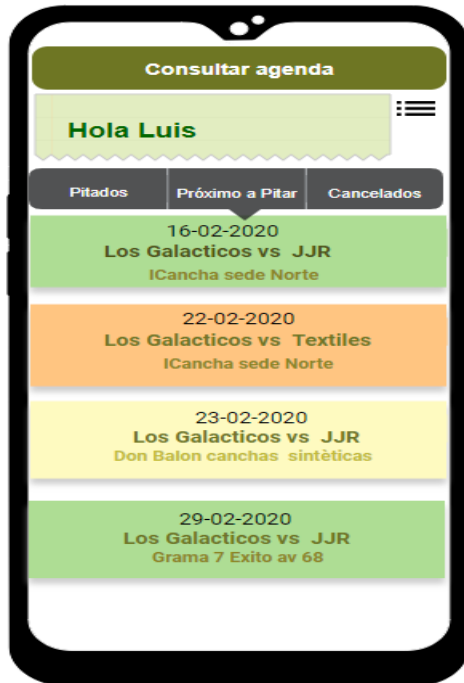 Consultar agenda
Hola Luis
Pitados Próximo a Pitar Cancelados
16-02-2020
Los Galacticos vs JJR
lCancha sede Norte
22-02-2020
Los Galacticos vs Textiles
lCancha sede Norte
23-02-2020
Los Galacticos vs JJR
Don Balon canchas sintèticas
29-02-2020
Los Galacticos vs JJR
Grama 7 Exito av 68